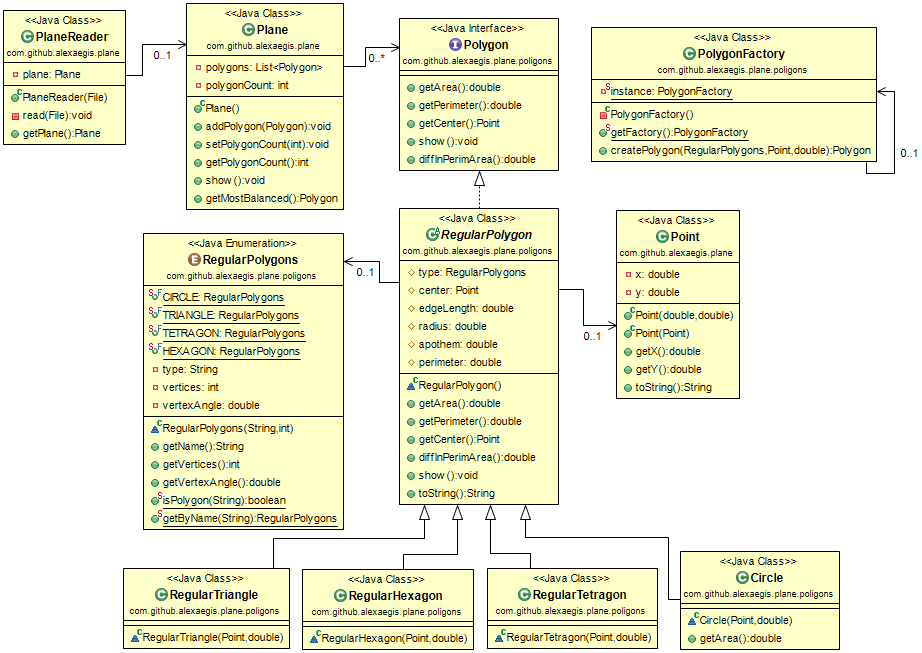 <<Java Class>>
PlaneReader
com.github.alexaegis.plane
plane: Plane
PlaneReader(File)
read(File):void
getPlane():Plane
0..1
<<Java Class>>
Plane
com.github.alexaegis.plane
polygons: List<Polygon>
polygonCount: int
Plane()
addPolygon(Polygon):void
setPolygonCount(int):void
getPolygonCount():int
show():void
getMostBalanced():Polygon
0..*
<<Java Interface>>
Polygon
com.github.alexaegis.plane.poligons
getArea():double
getPerimeter():double
getCenter():Point
show():void
diffInPerimArea():double
<<Java Class>>
PolygonFactory
com.github.alexaegis.plane.poligons
instance: PolygonFactory
PolygonFactory()
getFactory():PolygonFactory
createPolygon(RegularPolygons,Point,double):Polygon
0..1
<<Java Enumeration>>
RegularPolygons
com.github.alexaegis.plane.poligons
CIRCLE: RegularPolygons
TRIANGLE: RegularPolygons
TETRAGON: RegularPolygons
HEXAGON: RegularPolygons
type: String
vertices: int
vertexAngle: double
RegularPolygons(String,int)
getName():String
getVertices():int
getVertexAngle():double
isPolygon(String):boolean
getByName(String):RegularPolygons
0..1
<<Java Class>>
RegularPolygon
com.github.alexaegis.plane.poligons
type: RegularPolygons
center: Point
edgeLength: double
radius: double
apothem: double
perimeter: double
RegularPolygon()
getArea():double
getPerimeter():double
getCenter():Point
diffInPerimArea():double
show():void
toString():String
0..1
<<Java Class>>
Point
com.github.alexaegis.plane
x: double
y: double
Point(double,double)
Point(Point)
getX():double
getY():double
toString():String
<<Java Class>>
RegularTriangle
com.github.alexaegis.plane.poligons
RegularTriangle(Point,double)
<<Java Class>>
RegularHexagon
com.github.alexaegis.plane.poligons
RegularHexagon(Point,double)
<<Java Class>>
RegularTetragon
com.github.alexaegis.plane.poligons
RegularTetragon(Point,double)
<<Java Class>>
Circle
com.github.alexaegis.plane.poligons
Circle(Point,double)
getArea():double